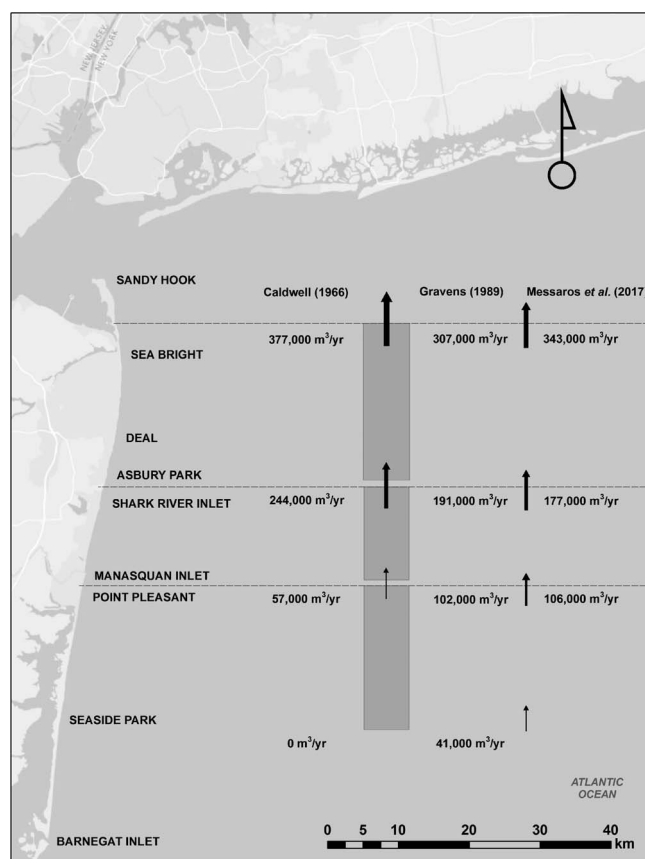 NEW JERSEY
NEW YORK
SANDY HOOK
Caldwell (1966)
Gravens (1989)
Messaros et al. (2017
377,000 m³/yr
307,000 m³/yr
343,000 m³/yr
SEA BRIGHT
DEAL
ASBURY PARK
SHARK RIVER INLET
244,000 m³/yr
191,000 m³/yr
177,000 m³/yr
MANASQUAN INLET
POINT PLEASANT
57,000 m³/yr
102,000 m³/yr
106,000 m³/yr
SEASIDE PARK
0 m³/yr
41,000 m³/yr
ATLANTIC
OCEAN
BARNEGAT INLET
0 5 10 20 30 40
km